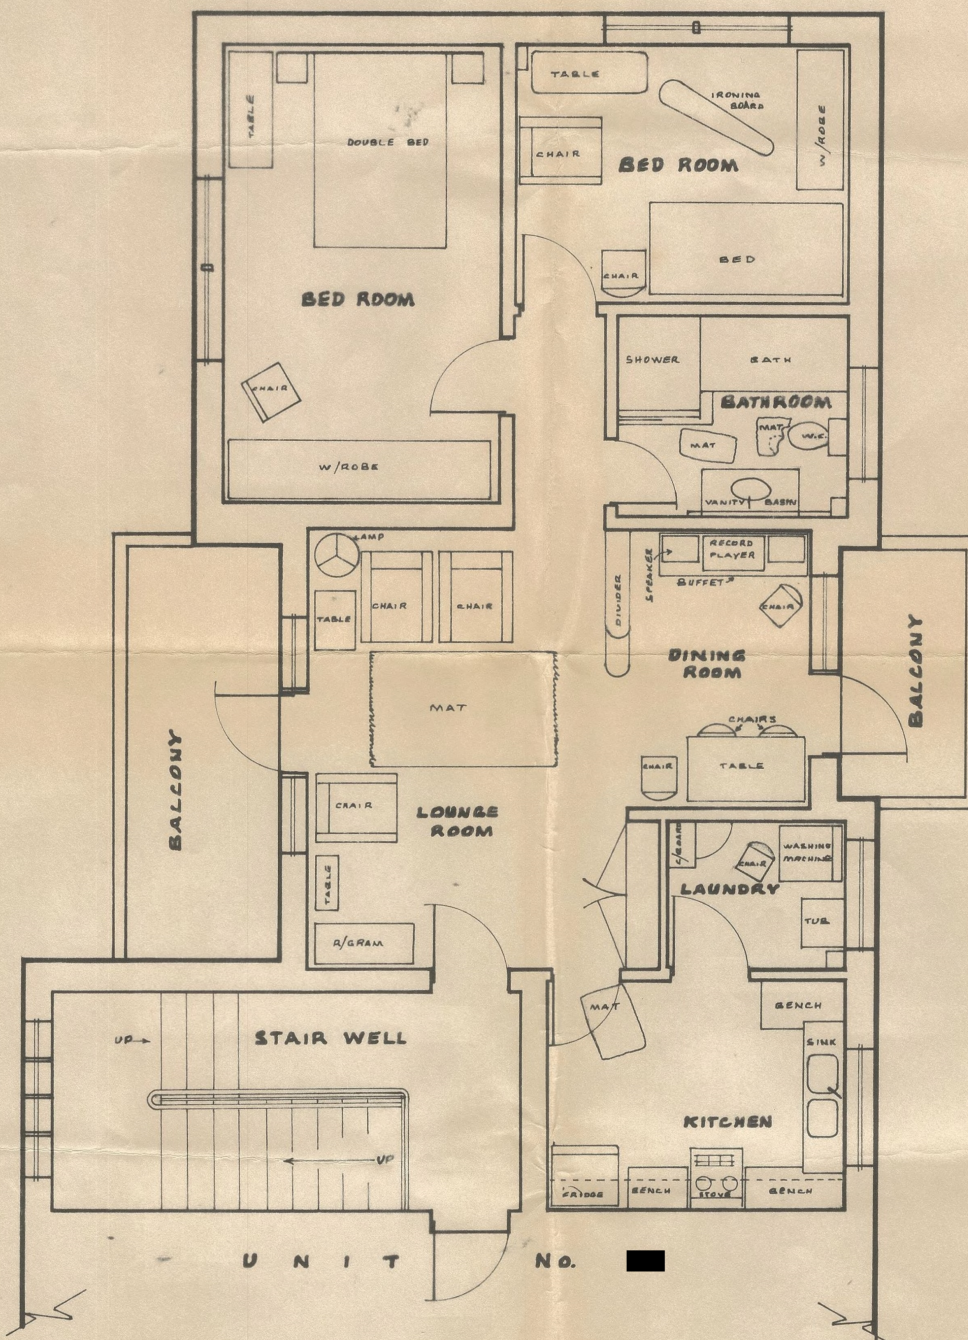 TABLE
DOUBLE BED
BED ROOM
CHAIR
W/ROBE
TABLE
IRONING
BOARD
W/ROBE
CHAIR
BED ROOM
CHAIR
BED
SHOWER
BATH
BATHROOM
MAT
MAT
W.C.
VANITY BASIN
LAMP
CHAIR
CHAIR
TABLE
MAT
BALCONY
CHAIR
LOUNGE
ROOM
TABLE
R/GRAM
DIVIDER
SPEAKER
RECORD
PLAYER
BUFFET
CHAIR
DINING
ROOM
CHAIRS
CHAIR
TABLE
BALCONY
C/BOARD
CHAIR
WASHING
MACHINE
LAUNDRY
TUB
UP
STAIR WELL
UP
MAT
BENCH
SINK
KITCHEN
FRIDGE
BENCH
STOVE
BENCH
UNIT No.